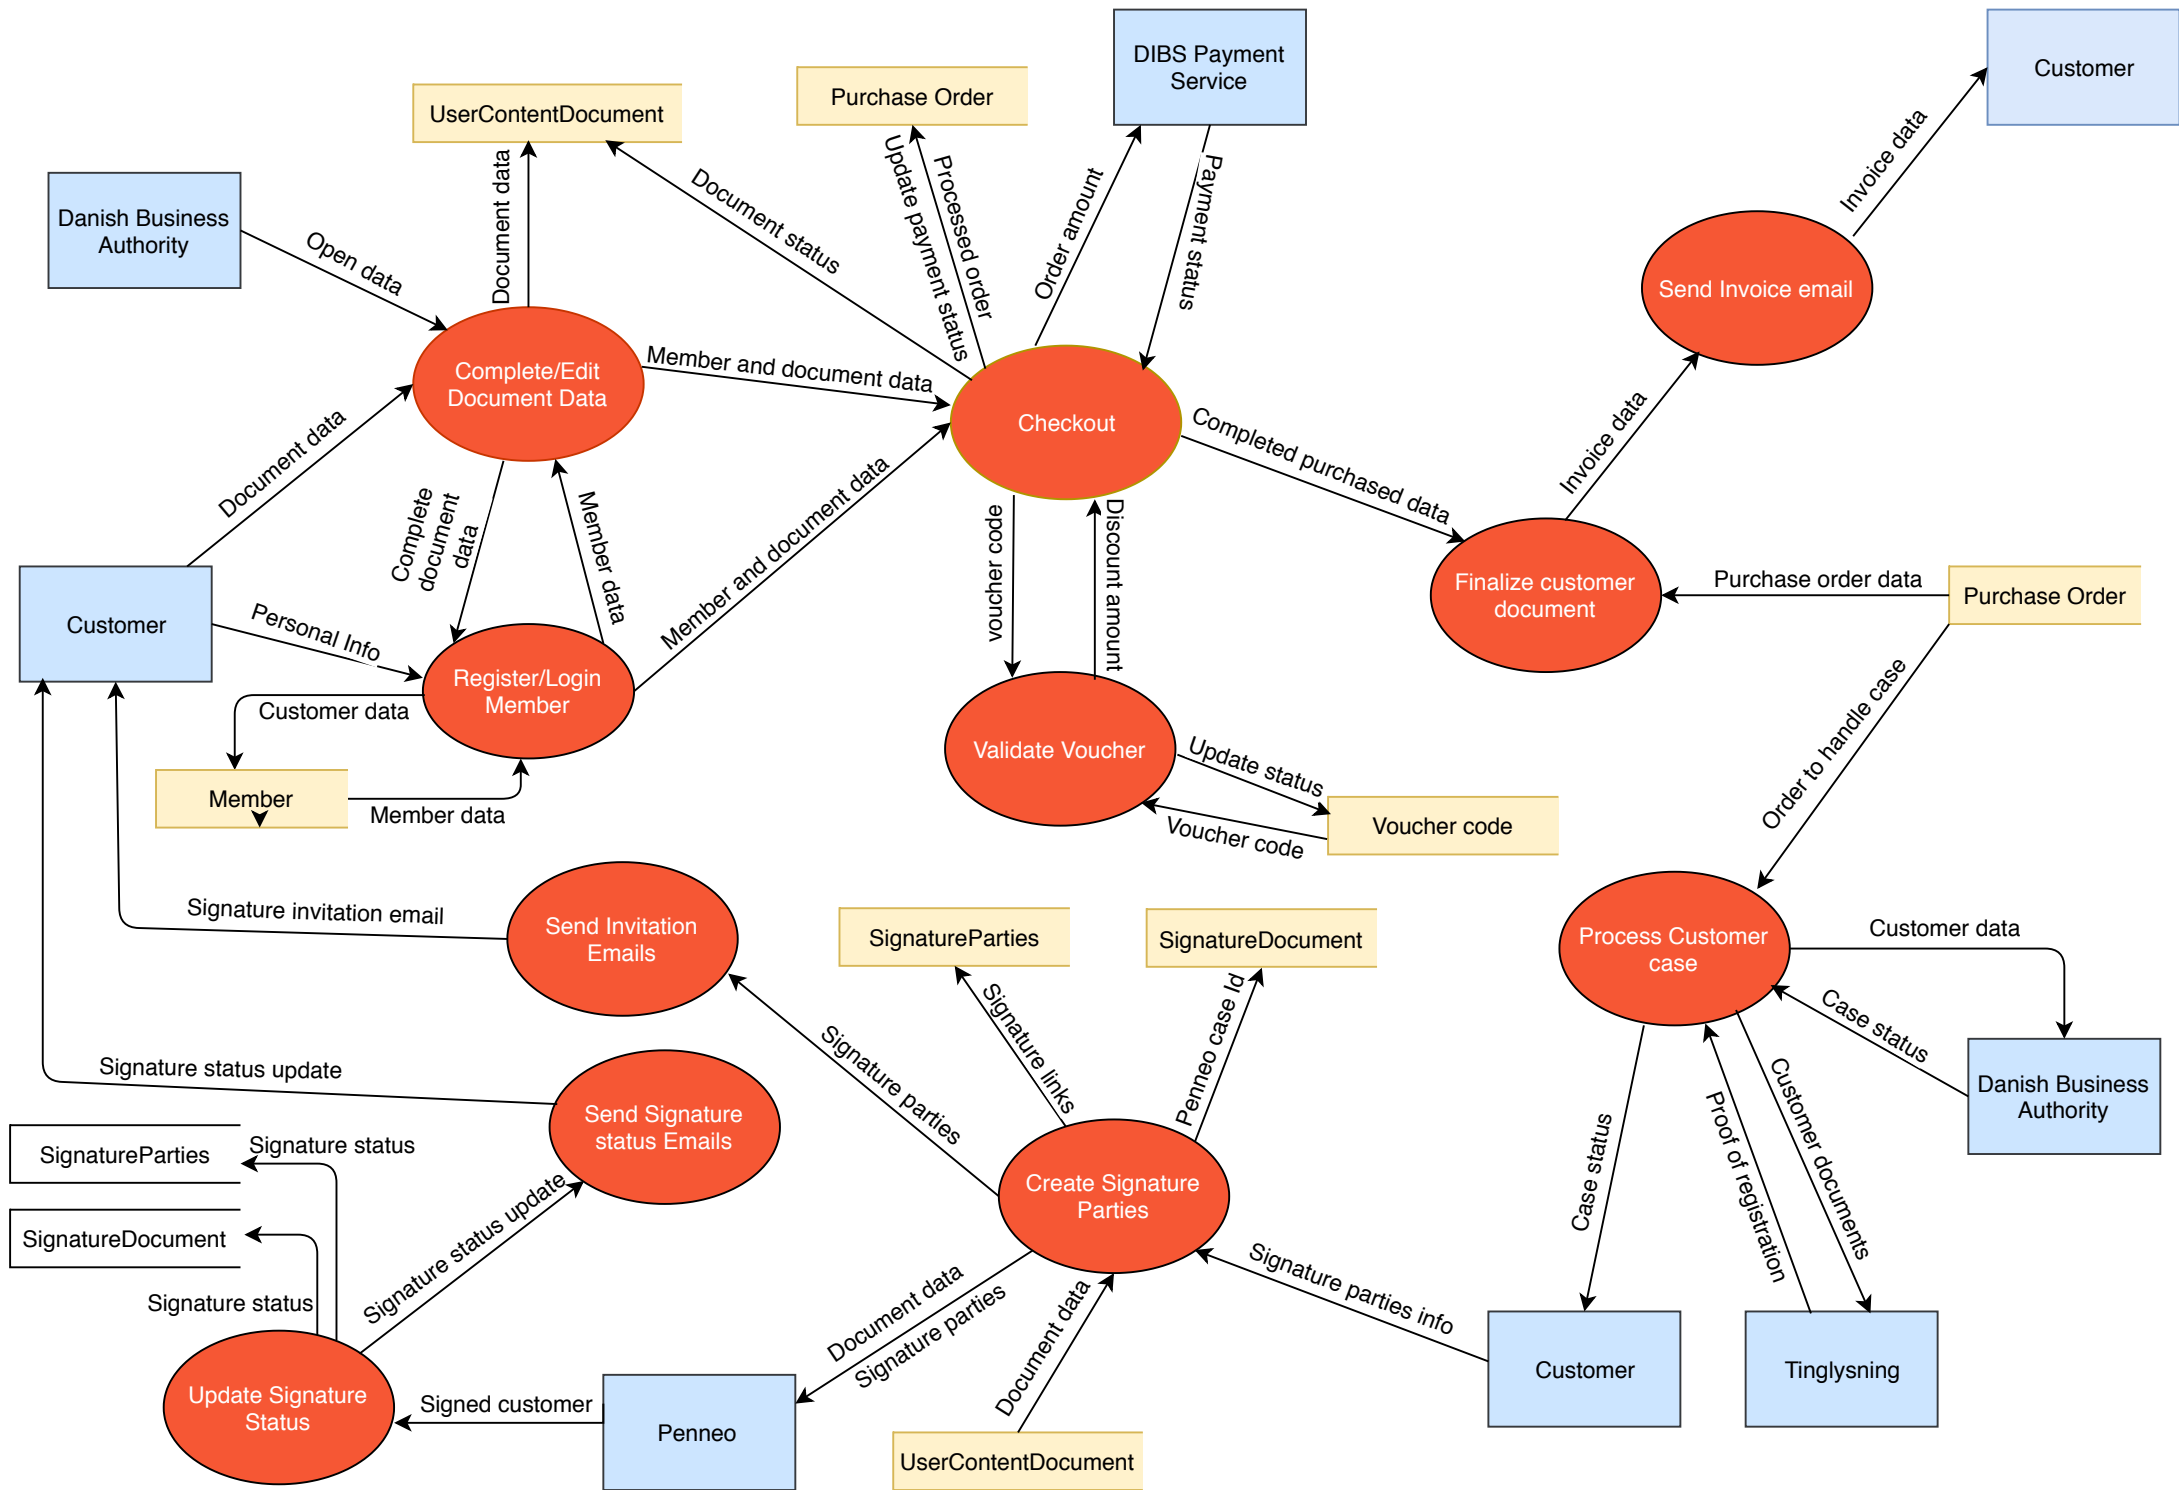 DIBS Payment
Service
Customer
Purchase Order
UserContentDocument
Danish Business
Authority
Open data
Document data
Document status
Processed order
Update payment status
Order amount
Payment status
Invoice data
Send Invoice email
Complete/Edit
Document Data
Member and document data
Checkout
Completed purchased data
Invoice data
Document data
Complete
document
data
Member data
Member and document data
voucher code
Discount amount
Finalize customer
document
Purchase order data
Purchase Order
Customer
Personal Info
Register/Login
Member
Customer data
Member
Member data
Validate Voucher
Update status
Voucher code
Voucher code
Order to handle case
Signature invitation email
Send Invitation
Emails
SignatureParties
SignatureDocument
Process Customer
case
Customer data
Case status
Danish Business
Authority
Signature links
Penneo case Id
Signature parties
Signature status update
Send Signature
status Emails
Case status
Proof of registration
Customer documents
SignatureParties
Signature status
SignatureDocument
Signature status
Signature status update
Create Signature
Parties
Signature parties info
Document data
Signature parties
Document data
Customer
Tinglysning
Update Signature
Status
Signed customer
Penneo
UserContentDocument